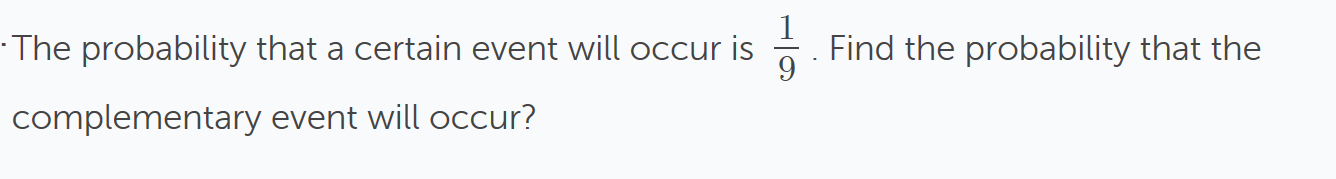 The probability that a certain event will occur is 1/9 . Find the probability that the
complementary event will occur?